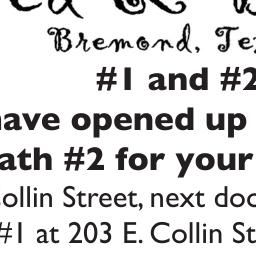 Bremond, Te
#1 and #2
have opened up
ath #2 for your
ollin Street, next doo
#1 at 203 E. Collin St